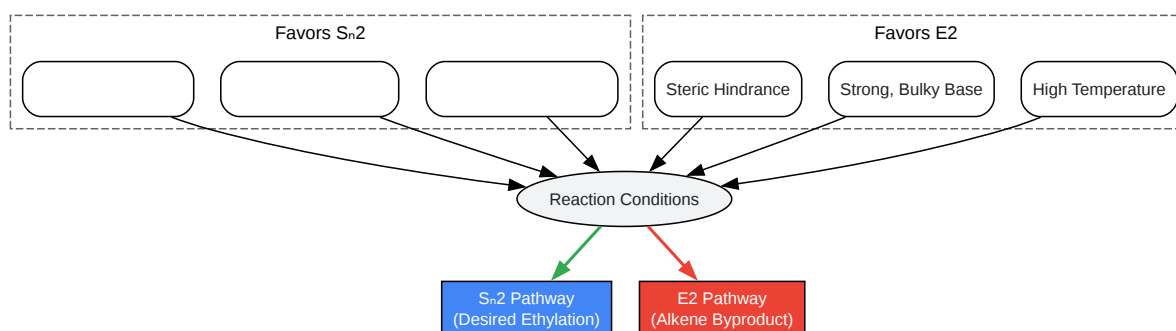 Favors Sₙ2
Favors E2
Steric Hindrance
Strong, Bulky Base
High Temperature
Reaction Conditions
Sₙ2 Pathway
(Desired Ethylation)
E2 Pathway
(Alkene Byproduct)